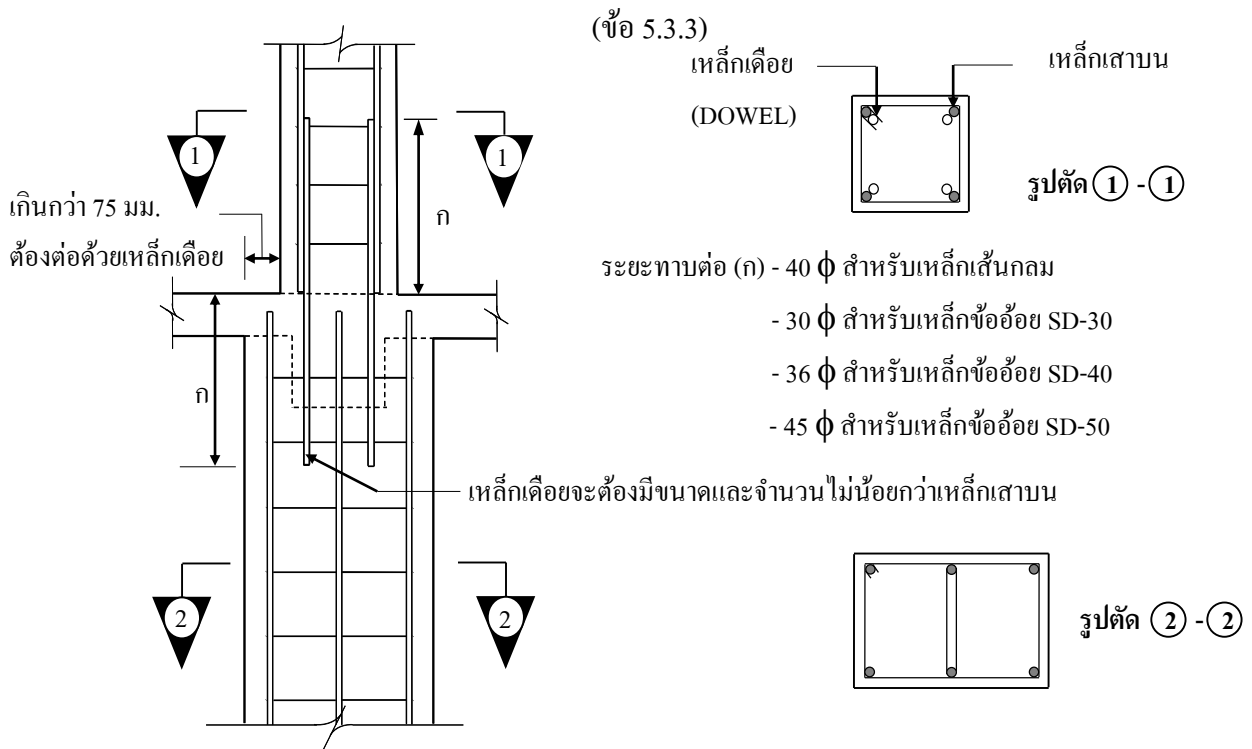 (ข้อ 5.3.3)
เหล็กเดือย
(DOWEL)
เหล็กเสาบน
1
1
รูปตัด 1 - 1
เกินกว่า 75 มม.
ต้องต่อด้วยเหล็กเดือย
ก
ระยะทาบต่อ (ก) - 40 ϕ สำหรับเหล็กเส้นกลม
- 30 ϕ สำหรับเหล็กข้ออ้อย SD-30
- 36 ϕ สำหรับเหล็กข้ออ้อย SD-40
- 45 ϕ สำหรับเหล็กข้ออ้อย SD-50
ก
เหล็กเดือยจะต้องมีขนาดและจำนวนไม่น้อยกว่าเหล็กเสาบน
2
2
รูปตัด 2 - 2